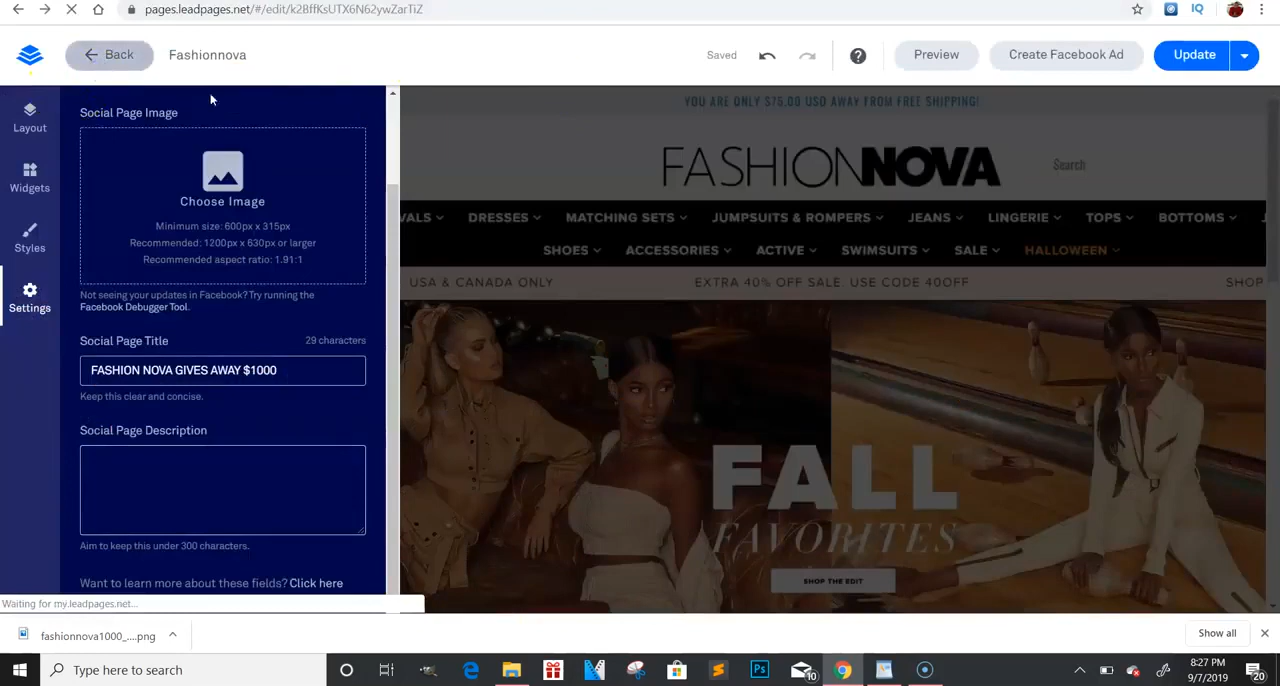 pages.leadpages.net/#/edit/k2BffKsUTX6N62ywZarTiZ
Back
Fashionnova
Saved
Preview
Create Facebook Ad
Update
Layout
Widgets
Styles
Settings
Social Page Image
Choose Image
Minimum size: 600px x 315px
Recommended: 1200px x 630px or larger
Recommended aspect ratio: 1.91:1
Not seeing your updates in Facebook? Try running the
Facebook Debugger Tool.
Social Page Title
29 characters
FASHION NOVA GIVES AWAY $1000
Keep this clear and concise.
Social Page Description
Aim to keep this under 300 characters.
Want to learn more about these fields? Click here
Waiting for my.leadpages.net...
YOU ARE ONLY $75.00 USD AWAY FROM FREE SHIPPING!
FASHIONNOVA
Search
VALS DRESSES MATCHING SETS JUMPSUITS & ROMPERS JEANS LINGERIE TOPS BOTTOMS J
SHOES ACCESSORIES ACTIVE SWIMSUITS SALE HALLOWEEN
USA & CANADA ONLY EXTRA 40% OFF SALE. USE CODE 40OFF SHOP
FALL
FAVORITES
SHOP THE EDIT
fashionnova1000_....png
Show all
Type here to search
Ps
10
8:27 PM
9/7/2019
20
IQ